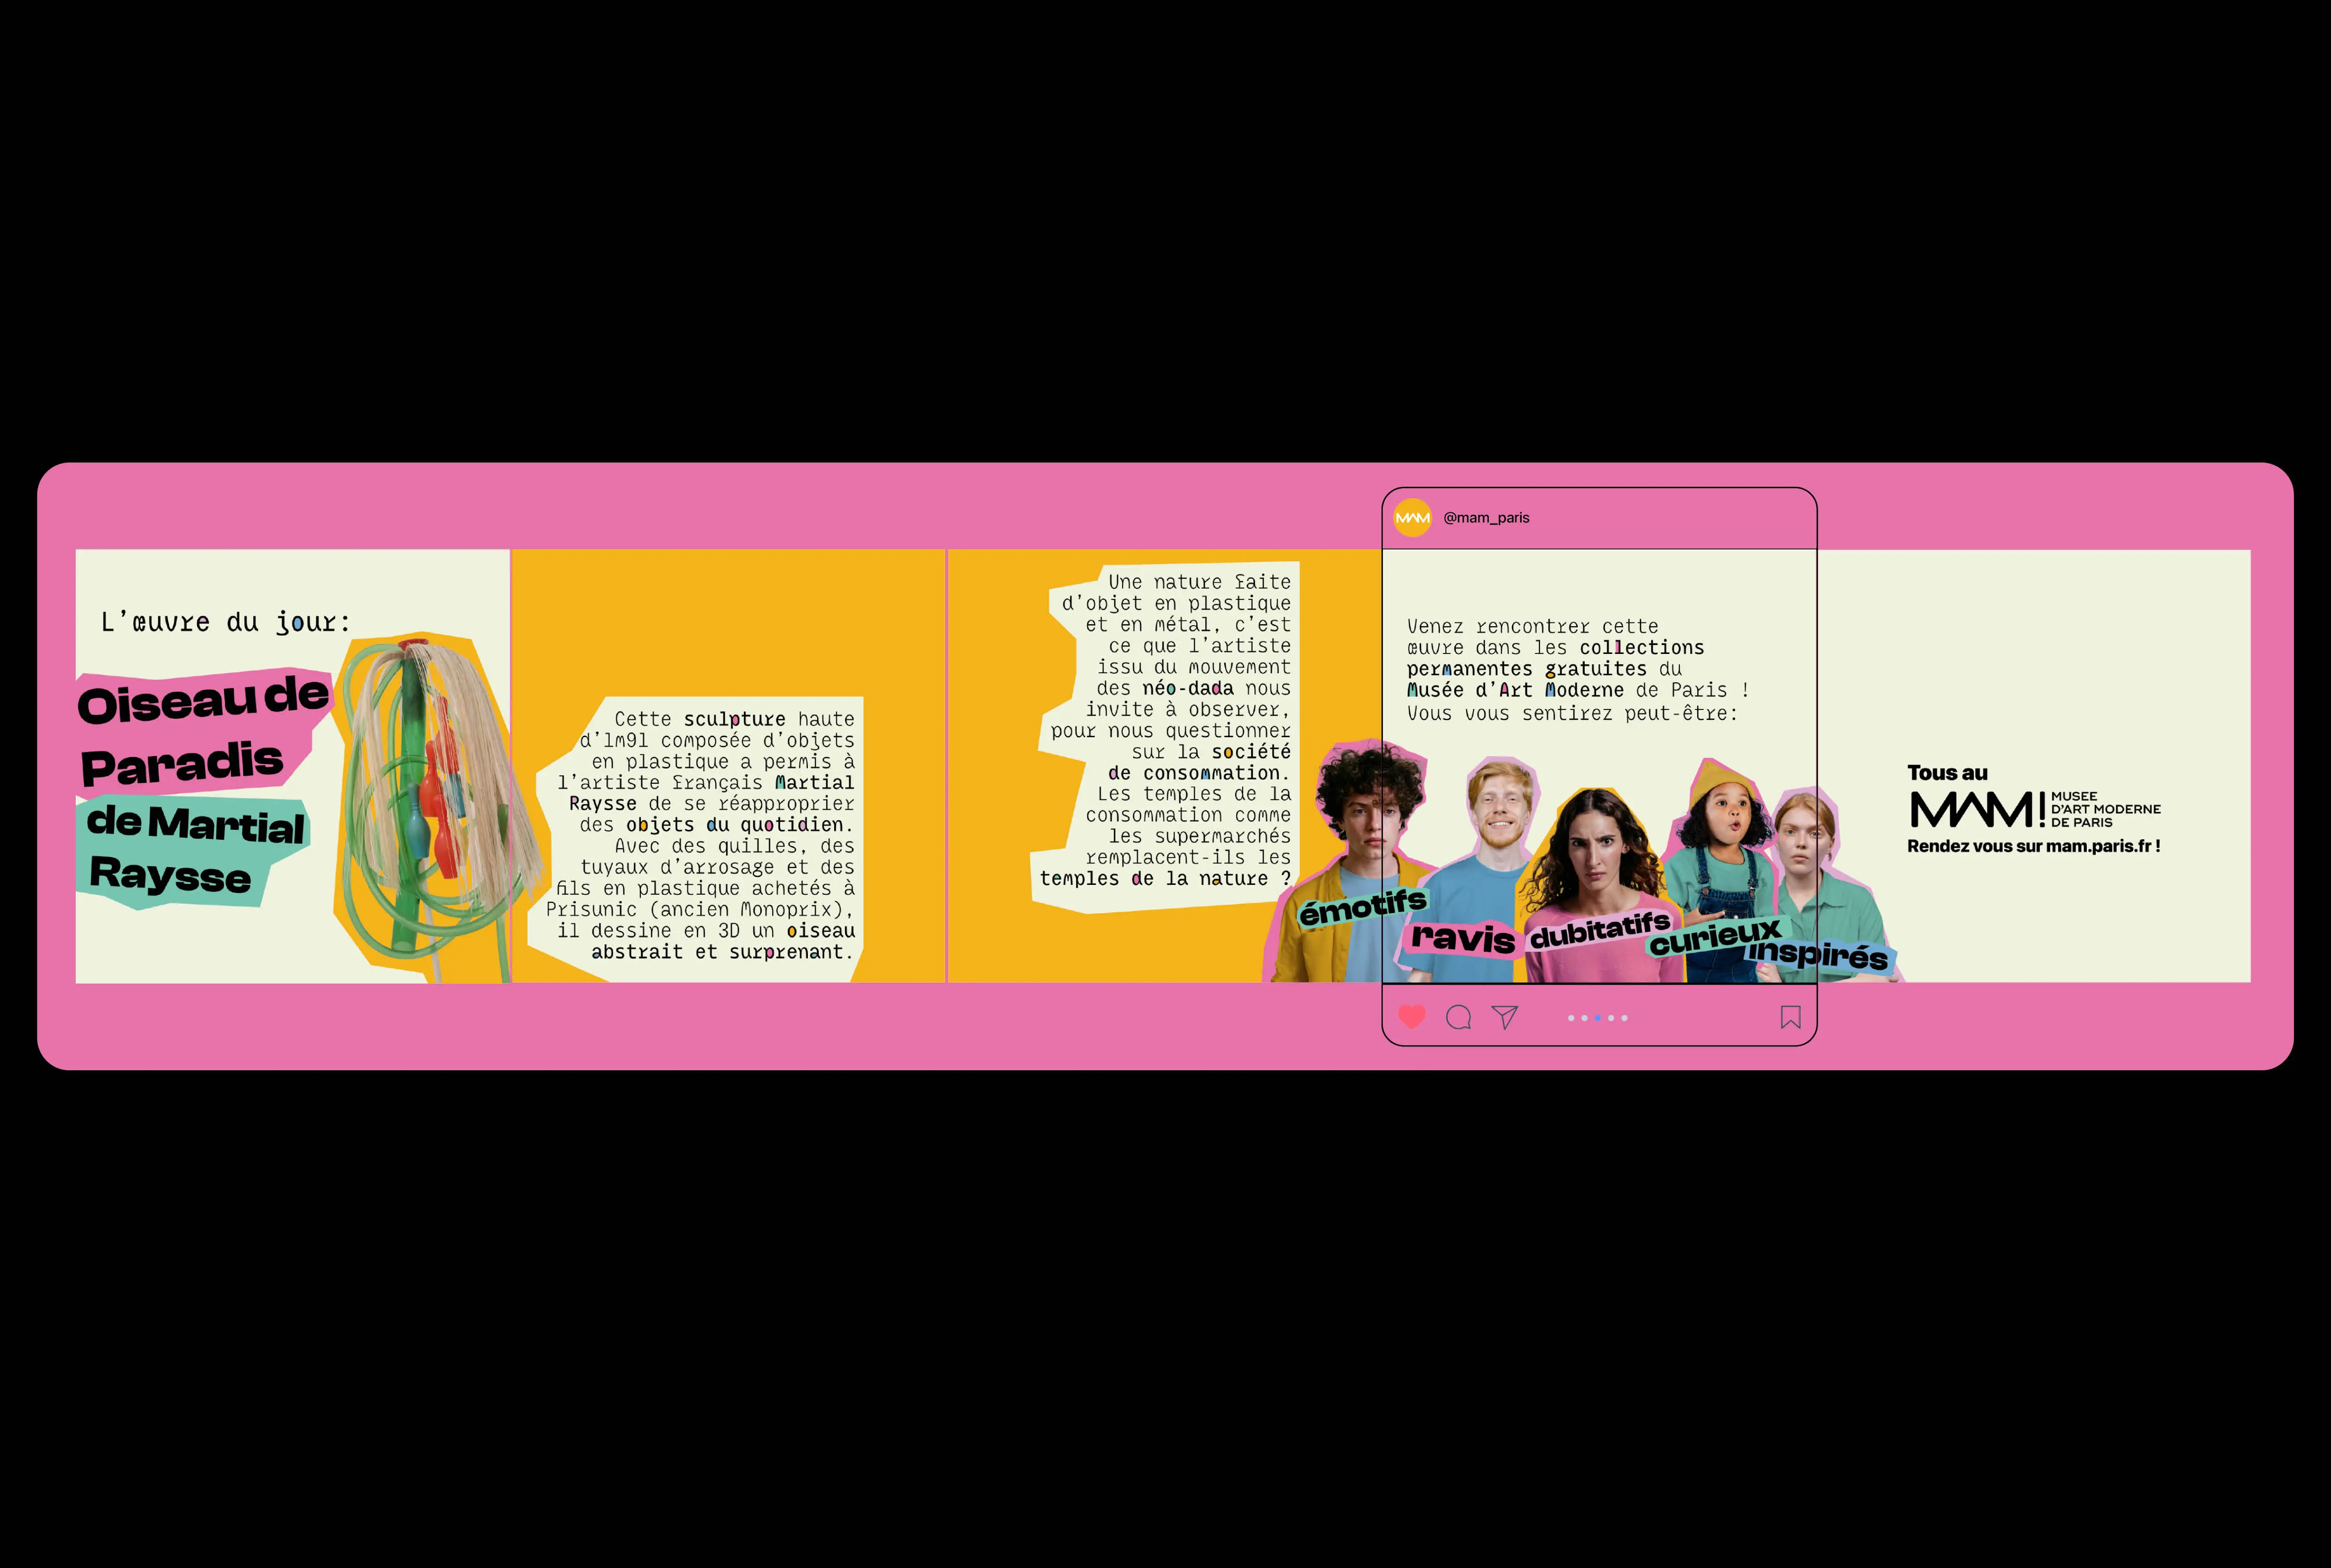 L'œuvre du jour:
Oiseau de
Paradis
de Martial
Raysse
Cette sculpture haute
d'1m91 composée d'objets
en plastique a permis à
l'artiste français Martial
Raysse de se réapproprier
des objets du quotidien.
Avec des quilles, des
tuyaux d'arrosage et des
fils en plastique achetés à
Prisunic (ancien Monoprix),
il dessine en 3D un oiseau
abstrait et surprenant.
Une nature faite
d'objet en plastique
et en métal, c'est
ce que l'artiste
issu du mouvement
des néo-dada nous
invite à observer,
pour nous questionner
sur la société
de consommation.
Les temples de la
consommation comme
les supermarchés
remplacent-ils les
temples de la nature ?
MAM
@mam_paris
Venez rencontrer cette
œuvre dans les collections
permanentes gratuites du
Musée d'Art Moderne de Paris !
Vous vous sentirez peut-être:
émotifs
ravis
dubitatifs
curieux
inspirés
Tous au
MAM!
MUSEE
D'ART MODERNE
DE PARIS
Rendez vous sur mam.paris.fr !